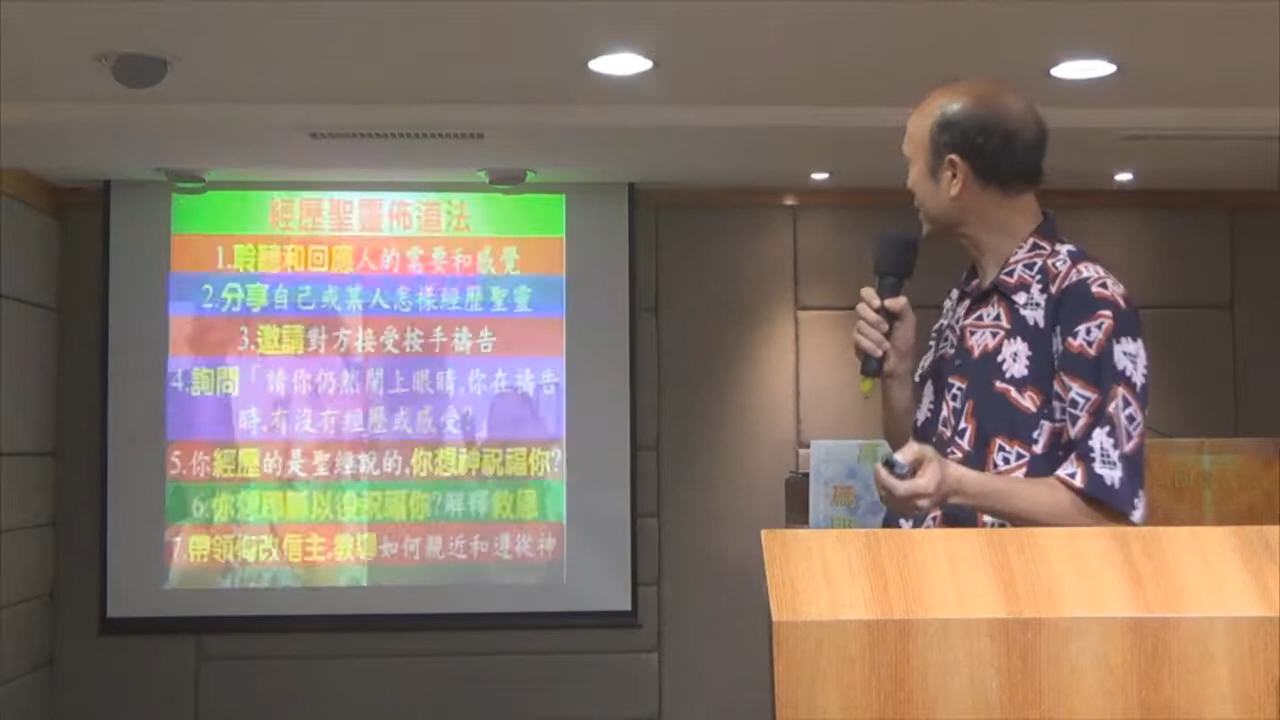 經歷聖靈佈道法
1.聆聽和回應人的需要和感覺
2.分享自己或某人怎樣經歷聖靈
3.邀請對方接受按手禱告
4.詢問「請你仍然閉上眼睛,你在禱告
時,有沒有經歷或感受?」
5.你經歷的是聖經說的,你想神祝福你?
6.你想耶穌以後祝福你?解釋救恩
7.帶領悔改信主,教導如何親近和遵從神